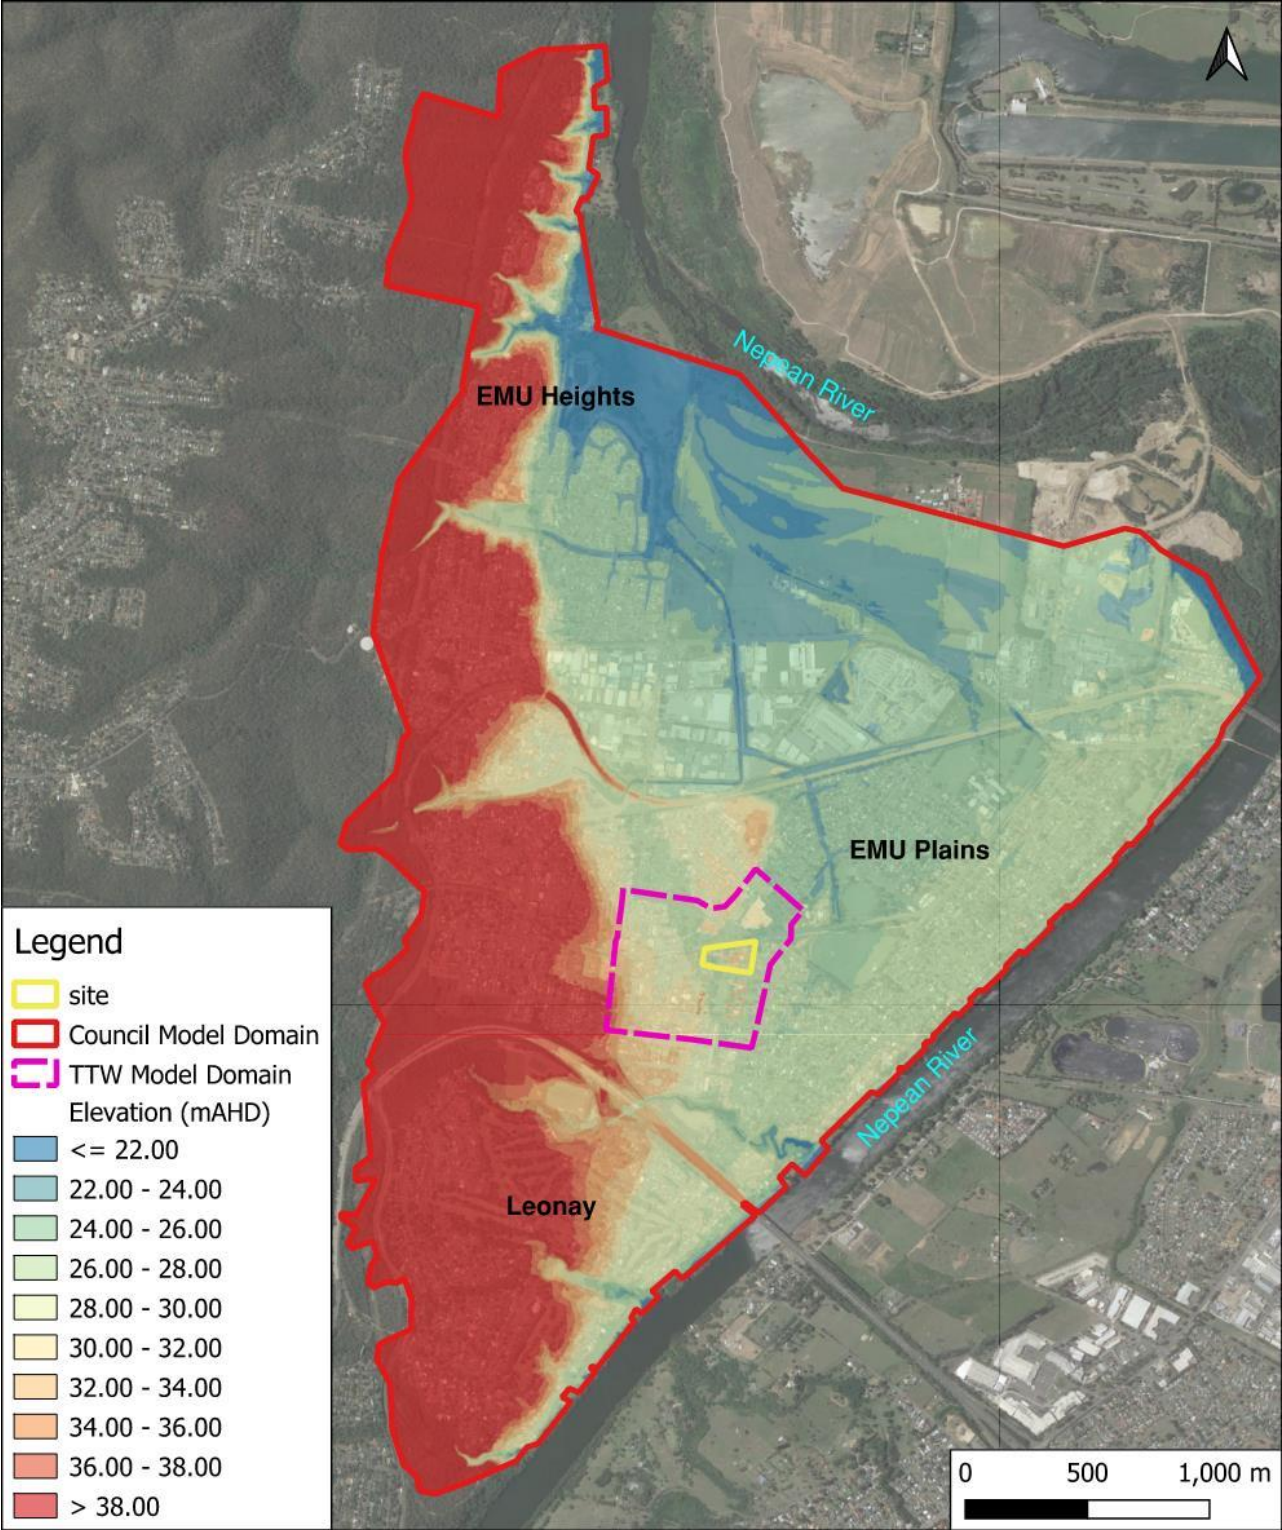 Nepean River
EMU Heights
EMU Plains
Legend
site
Council Model Domain
TTW Model Domain
Elevation (mAHD)
<= 22.00
22.00 - 24.00
24.00 - 26.00
26.00 - 28.00
28.00 - 30.00
30.00 - 32.00
32.00 - 34.00
34.00 - 36.00
36.00 - 38.00
> 38.00
Nepean River
Leonay
0 500 1,000 m